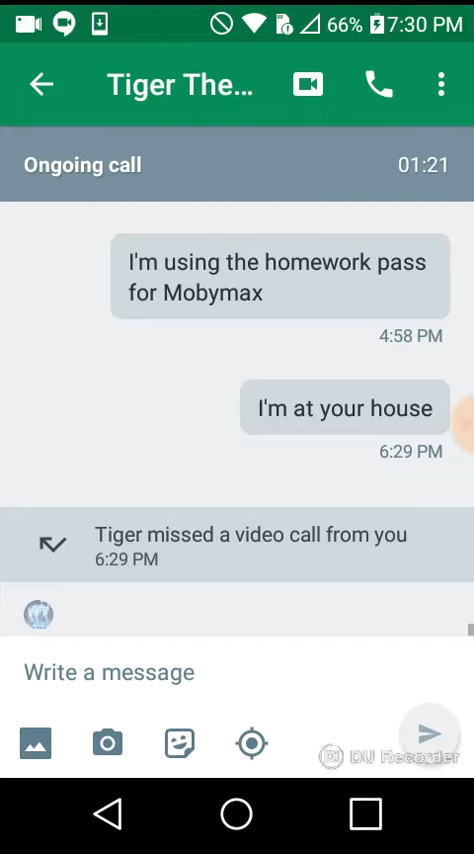 66% 7:30 PM
Tiger The...
Ongoing call 01:21
I'm using the homework pass
for Mobymax
4:58 PM
I'm at your house
6:29 PM
Tiger missed a video call from you
6:29 PM
Write a message
DU Recorder